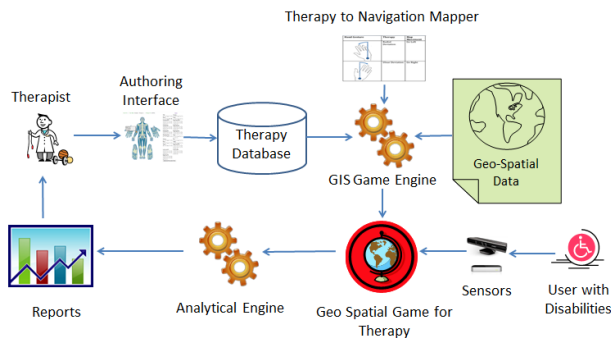 Therapy to Navigation Mapper
Therapist
Authoring
Interface
Therapy
Database
GIS Game Engine
Geo-Spatial
Data
Reports
Analytical Engine
Geo Spatial Game for
Therapy
Sensors
User with
Disabilities